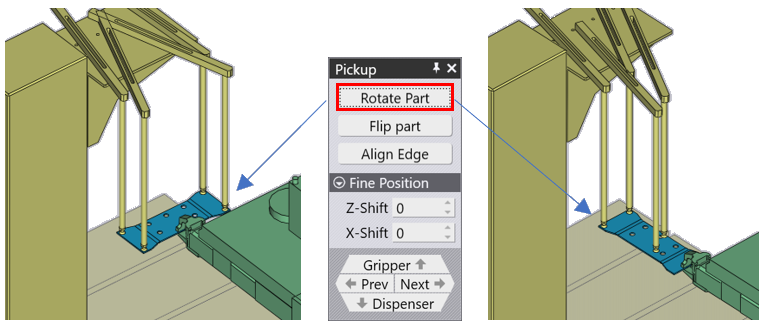 Pickup
Rotate Part
Flip part
Align Edge
Fine Position
Z-Shift 0
X-Shift 0
Gripper
Prev Next
Dispenser